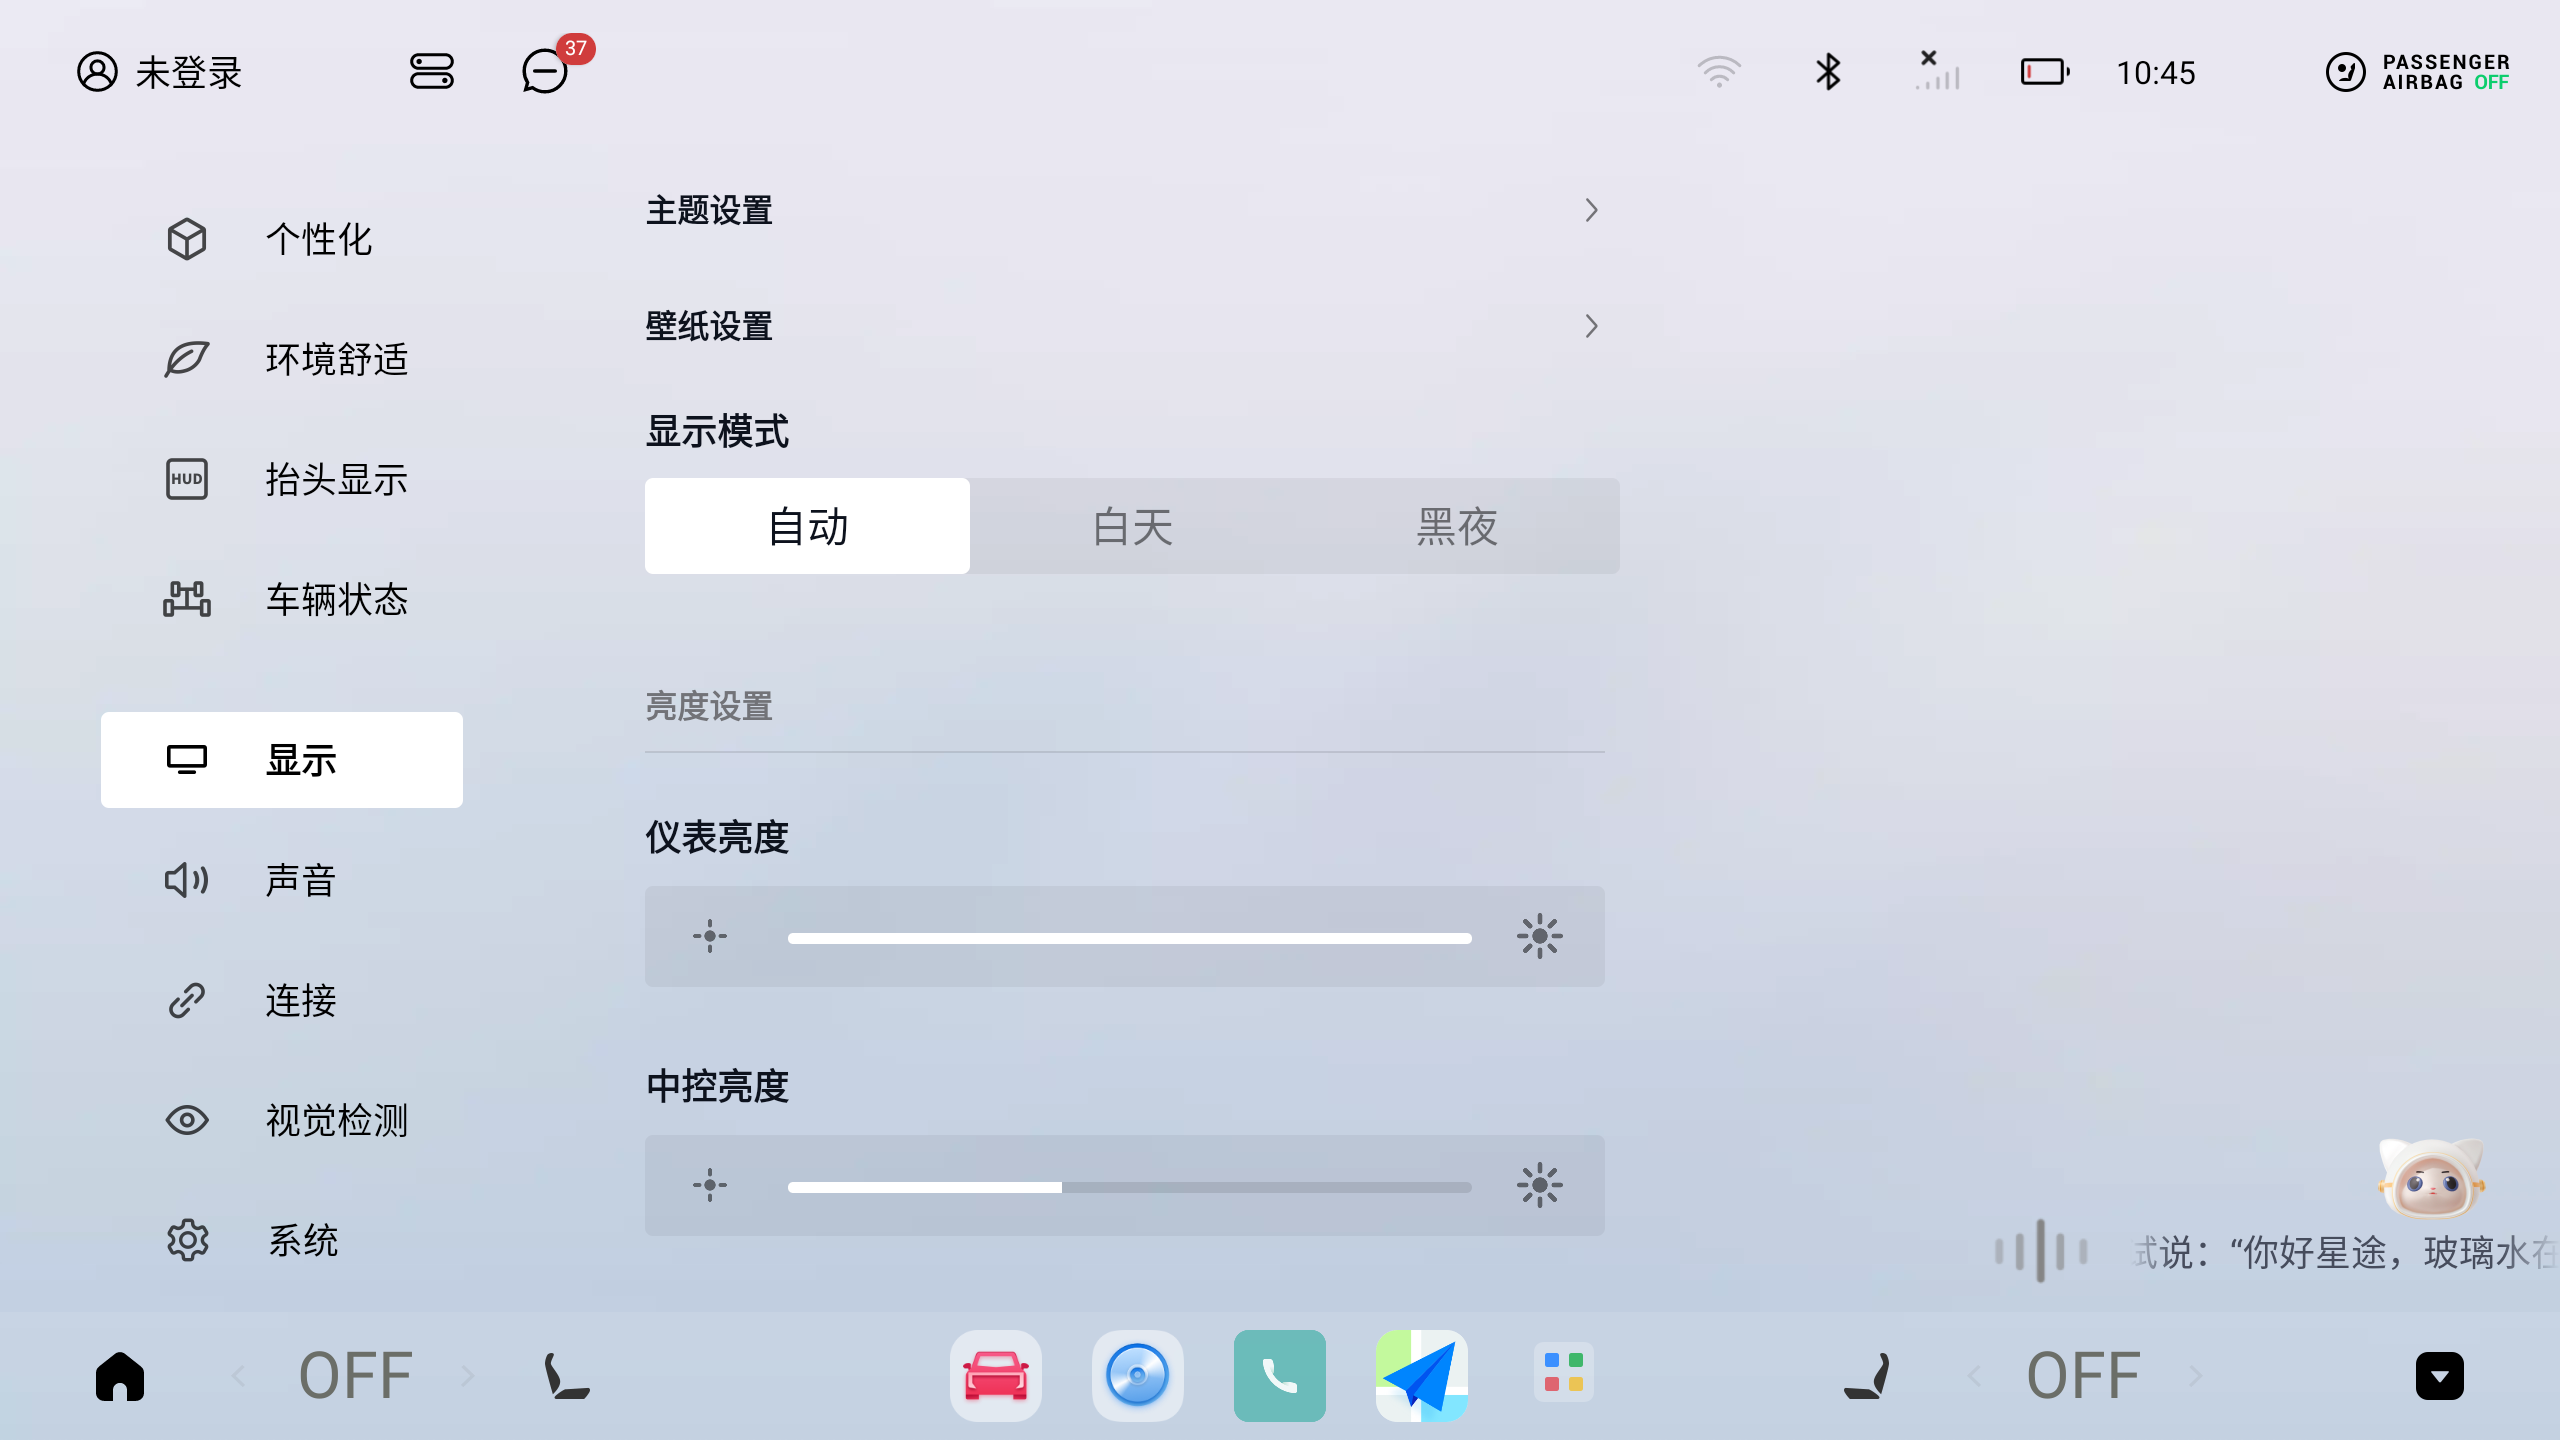 未登录
37
10:45
PASSENGER
AIRBAG OFF
个性化
环境舒适
HUD
抬头显示
车辆状态
显示
声音
连接
视觉检测
系统
主题设置
壁纸设置
显示模式
自动
白天
黑夜
亮度设置
仪表亮度
中控亮度
试说：“你好星途，玻璃水在
OFF
OFF